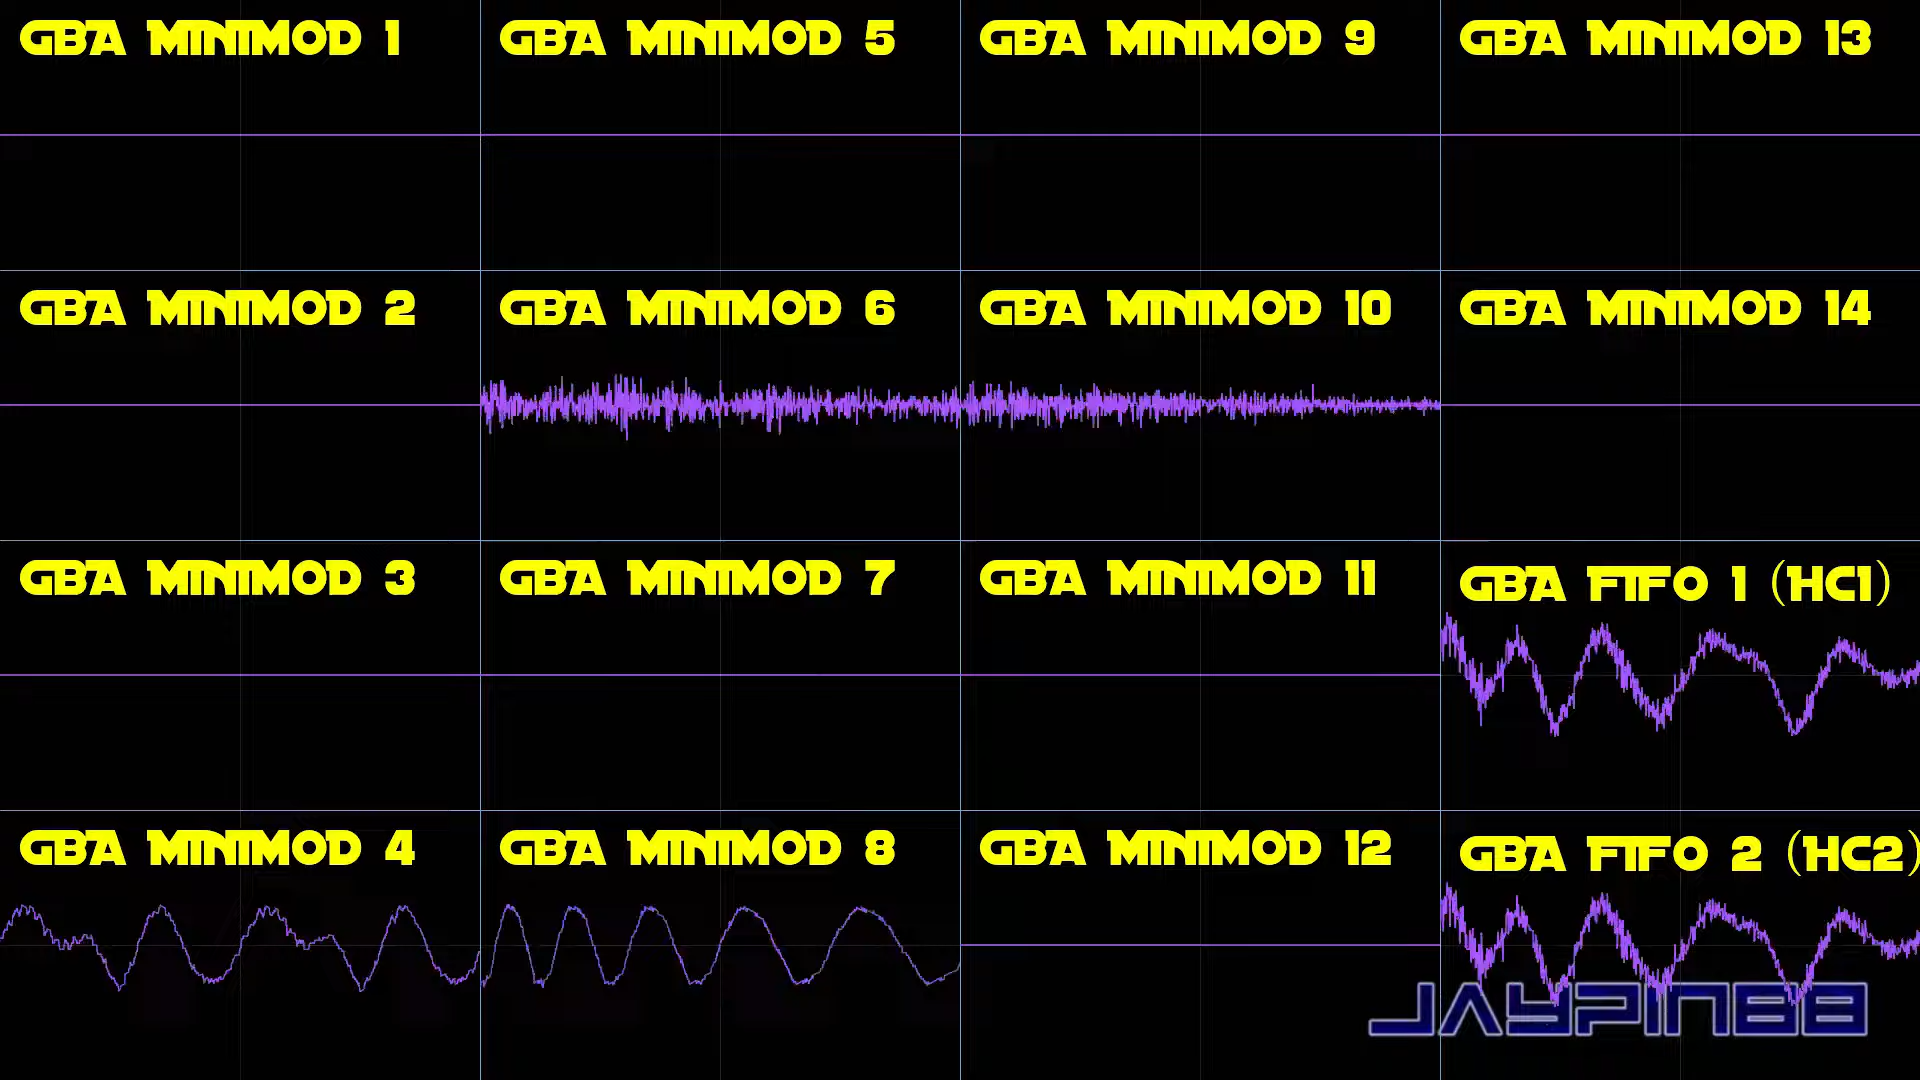 GBA MINIMOD 1
GBA MINIMOD 5
GBA MINIMOD 9
GBA MINIMOD 13
GBA MINIMOD 2
GBA MINIMOD 6
GBA MINIMOD 10
GBA MINIMOD 14
GBA MINIMOD 3
GBA MINIMOD 7
GBA MINIMOD 11
GBA FIFO 1 (HC1)
GBA MINIMOD 4
GBA MINIMOD 8
GBA MINIMOD 12
GBA FIFO 2 (HC2)
JAYPIN88